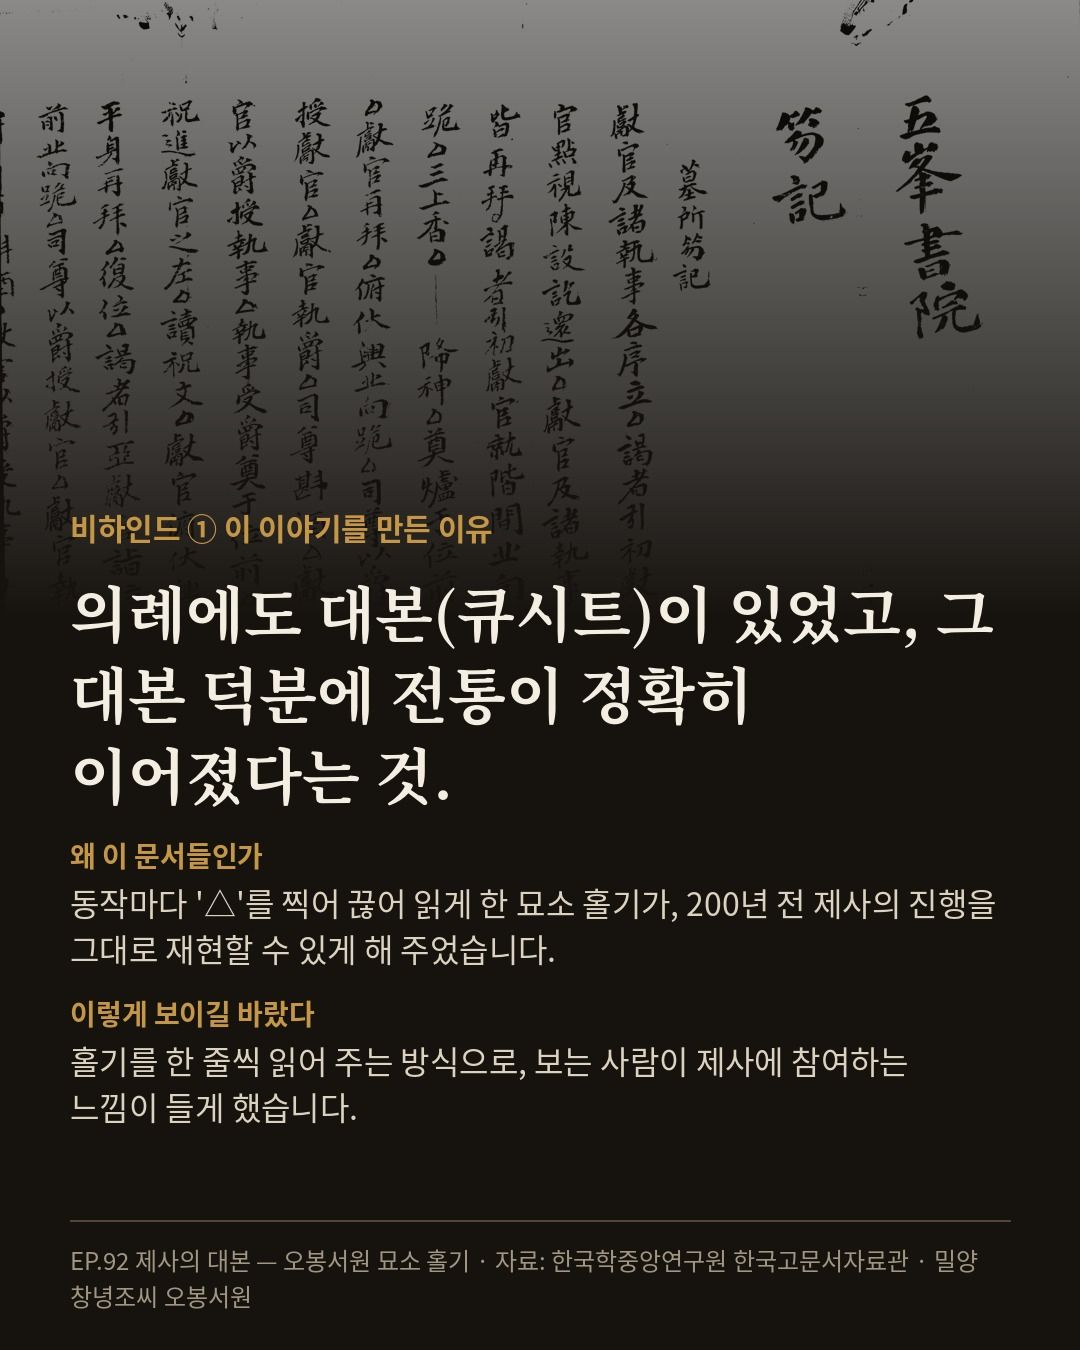 五峯書院
笏記
墓所笏記
獻官及諸執事各序立△謁者引初獻
官點視陳設訖還出△獻官及諸執事
皆再拜謁者引初獻官就階間北向
跪△三上香△降神△奠爐于位前
△獻官再拜△俯伏興北向跪△司尊以
授獻官△獻官執爵△司尊斟
官以爵授執事△執事受爵奠于位前
祝進獻官之左△讀祝文△獻官俯伏
平身再拜△復位△謁者引亞獻官詣
前北向跪△司尊以爵授獻官△獻官執
비하인드 ① 이 이야기를 만든 이유
의례에도 대본(큐시트)이 있었고, 그
대본 덕분에 전통이 정확히
이어졌다는 것.
왜 이 문서들인가
동작마다 '△'를 찍어 끊어 읽게 한 묘소 홀기가, 200년 전 제사의 진행을
그대로 재현할 수 있게 해 주었습니다.
이렇게 보이길 바랐다
홀기를 한 줄씩 읽어 주는 방식으로, 보는 사람이 제사에 참여하는
느낌이 들게 했습니다.
EP.92 제사의 대본 — 오봉서원 묘소 홀기 · 자료: 한국학중앙연구원 한국고문서자료관 · 밀양
창녕조씨 오봉서원